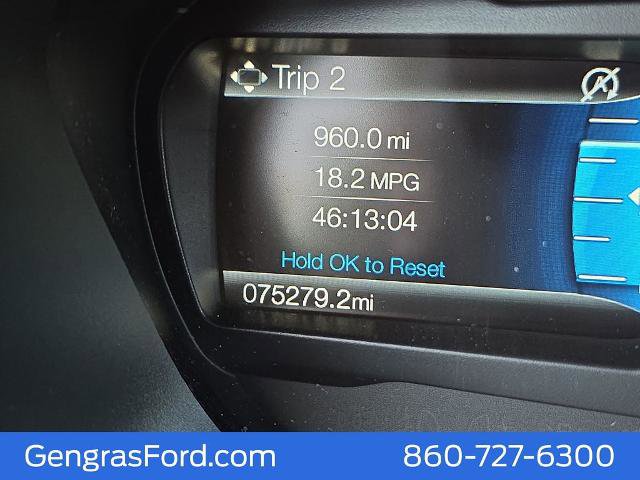 Trip 2
960.0 mi
18.2 MPG
46:13:04
Hold OK to Reset
075279.2mi
GengrasFord.com 860-727-6300